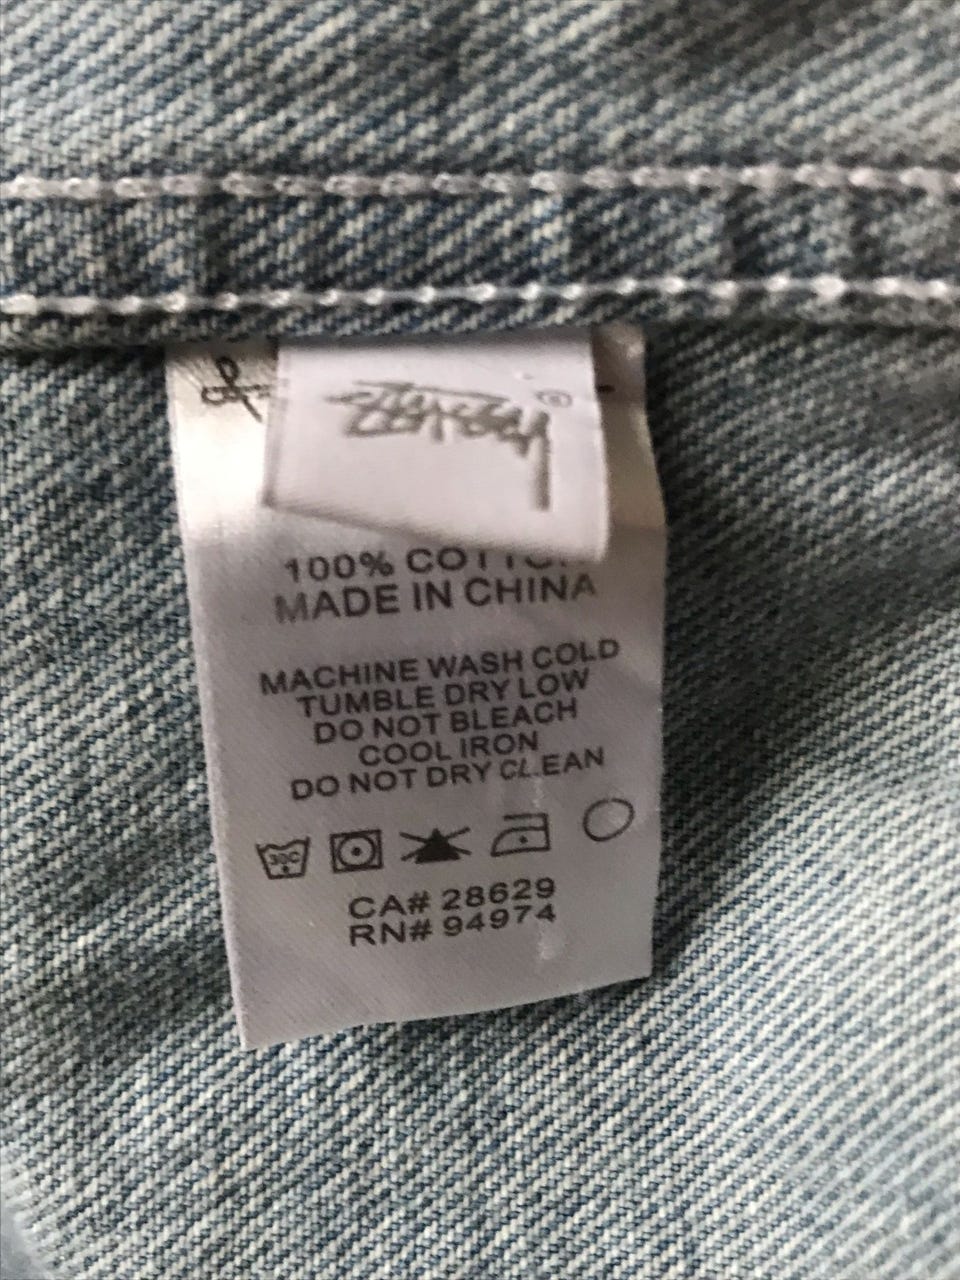 Stüssy ®
100% COTTON
MADE IN CHINA
MACHINE WASH COLD
TUMBLE DRY LOW
DO NOT BLEACH
COOL IRON
DO NOT DRY CLEAN
30C
CA# 28629
RN# 94974